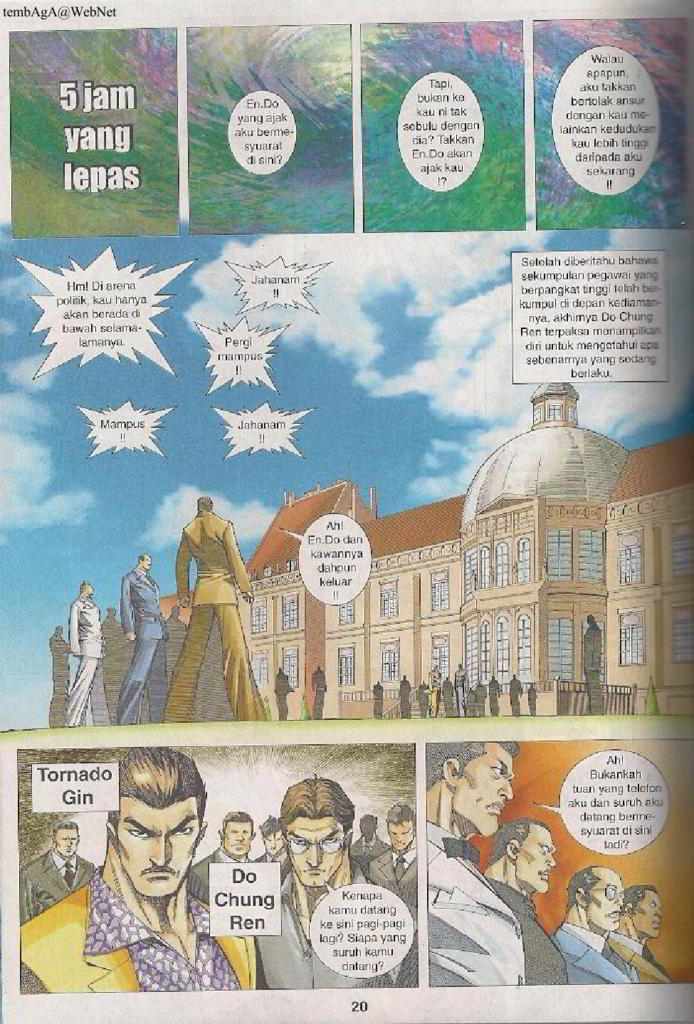 tembAgA@WebNet
5 jam
yang
lepas
En.Do
yang ajak
aku berme-
syuarat
di sini?
Tapi,
bukan ke
kau ni tak
sebulu dengan
dia? Takkan
En.Do akan
ajak kau
!?
Walau
apapun,
aku takkan
bertolak ansur
dengan kau me-
lainkan kedudukan
kau lebih tinggi
daripada aku
sekarang
!!
Hm! Di arena
politik, kau hanya
akan berada di
bawah selama-
lamanya.
Jahanam
!!
Pergi
mampus
!!
Mampus
!!
Jahanam
!!
Setelah diberitahu bahawa
sekumpulan pegawai yang
berpangkat tinggi telah ber-
kumpul di depan kediaman-
nya, akhirnya Do Chung
Ren terpaksa menampilkan
diri untuk mengetahui apa
sebenarnya yang sedang
berlaku.
Ah!
En.Do dan
kawannya
dahpun
keluar
!!
Tornado
Gin
Do
Chung
Ren
Kenapa
kamu datang
ke sini pagi-pagi
lagi? Siapa yang
suruh kamu
datang?
Ah!
Bukankah
tuan yang telefon
aku dan suruh aku
datang berme-
syuarat di sini
tadi?
20